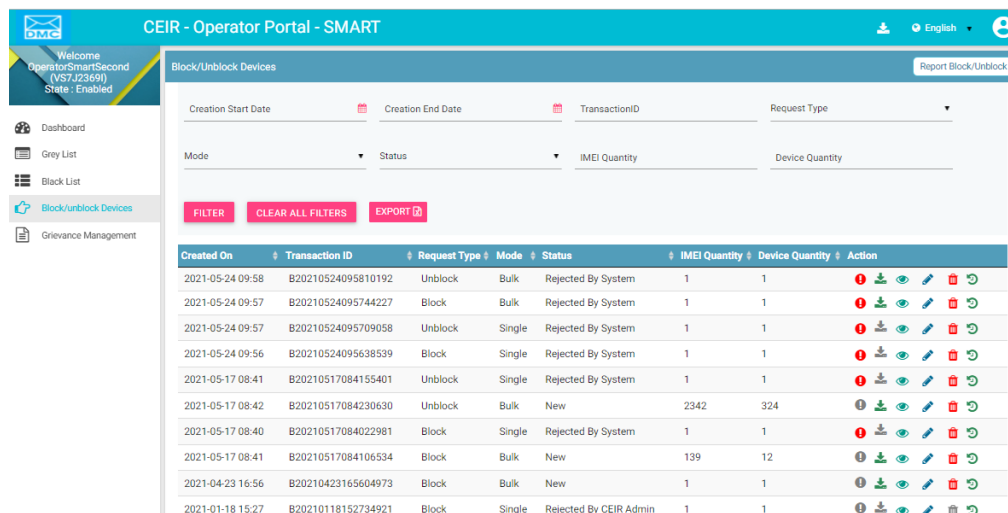 DMC
CEIR - Operator Portal - SMART
English
Welcome
OperatorSmartSecond
(VS7J2369I)
State : Enabled
Block/Unblock Devices
Report Block/Unblock
Dashboard
Grey List
Black List
Block/unblock Devices
Grievance Management
Creation Start Date
Creation End Date
TransactionID
Request Type
Mode
Status
IMEI Quantity
Device Quantity
FILTER
CLEAR ALL FILTERS
EXPORT
Created On Transaction ID Request Type Mode Status IMEI Quantity Device Quantity Action
2021-05-24 09:58 B20210524095810192 Unblock Bulk Rejected By System 1 1
2021-05-24 09:57 B20210524095744227 Block Bulk Rejected By System 1 1
2021-05-24 09:57 B20210524095709058 Unblock Single Rejected By System 1 1
2021-05-24 09:56 B20210524095638539 Block Single Rejected By System 1 1
2021-05-17 08:41 B20210517084155401 Unblock Single Rejected By System 1 1
2021-05-17 08:42 B20210517084230630 Unblock Bulk New 2342 324
2021-05-17 08:40 B20210517084022981 Block Single Rejected By System 1 1
2021-05-17 08:41 B20210517084106534 Block Bulk New 139 12
2021-04-23 16:56 B20210423165604973 Block Bulk New 1 1
2021-01-18 15:27 B20210118152734921 Block Single Rejected By CEIR Admin 1 1